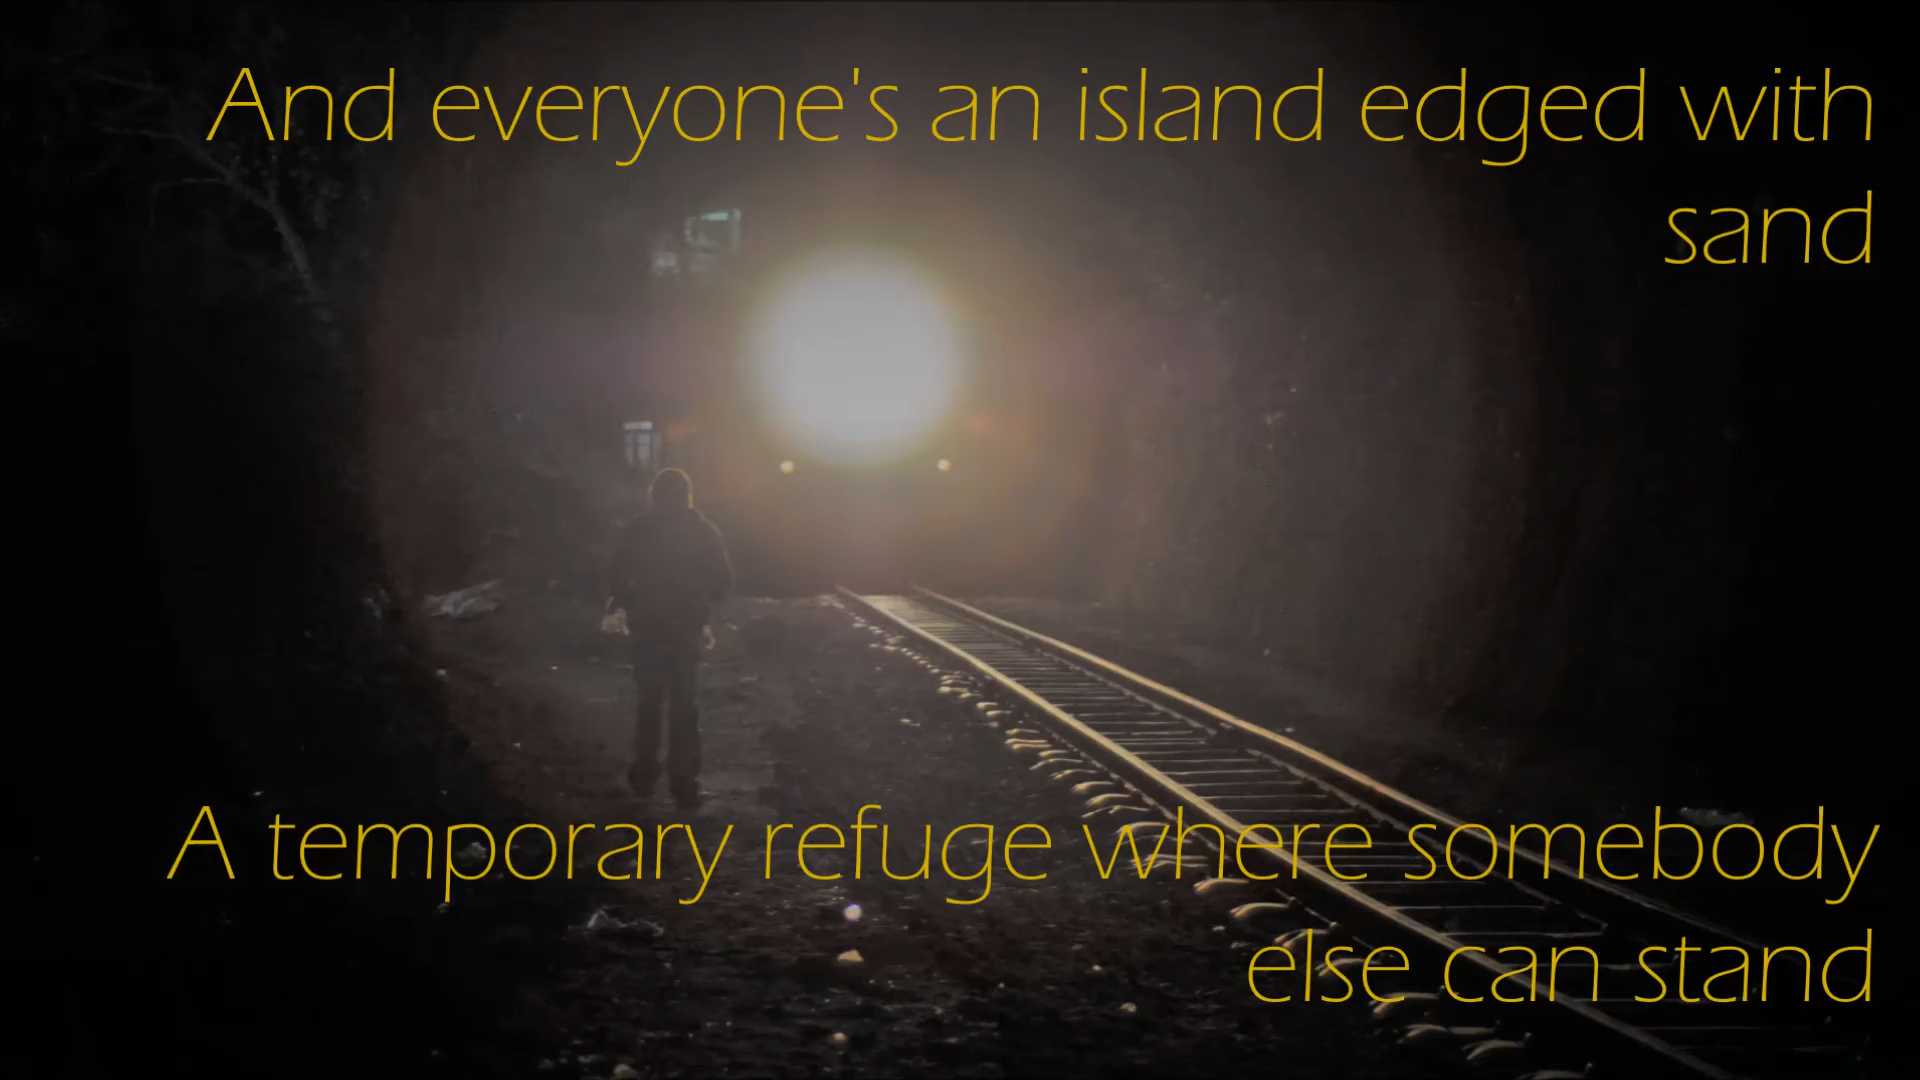 And everyone's an island edged with
sand
A temporary refuge where somebody
else can stand